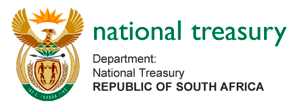 national treasury
Department:
National Treasury
REPUBLIC OF SOUTH AFRICA